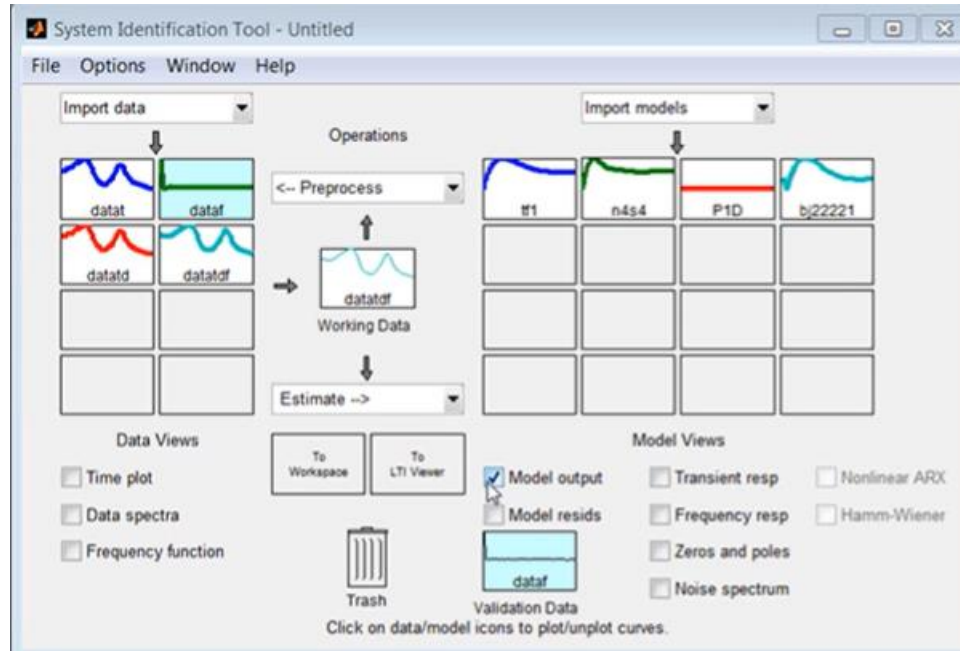 System Identification Tool - Untitled
File Options Window Help
Import data
Import models
Operations
datat
dataf
<-- Preprocess
tf1
n4s4
P1D
bj22221
datatd
datatdf
datatdf
Working Data
Estimate -->
Data Views
To Workspace
To LTI Viewer
Model Views
Time plot
Model output
Transient resp
Nonlinear ARX
Data spectra
Model resids
Frequency resp
Hamm-Wiener
Frequency function
Zeros and poles
dataf
Noise spectrum
Trash
Validation Data
Click on data/model icons to plot/unplot curves.